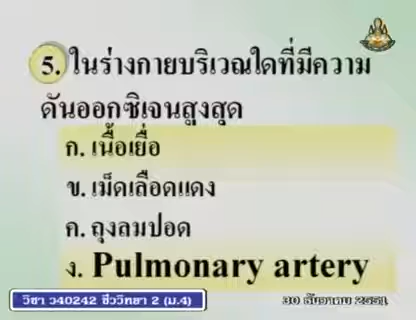 5. ในร่างกายบริเวณใดที่มีความ
ดันออกซิเจนสูงสุด
ก. เนื้อเยื่อ
ข. เม็ดเลือดแดง
ค. ถุงลมปอด
ง. Pulmonary artery
วิชา ว40242 ชีววิทยา 2 (ม.4)
30 ธันวาคม 2551